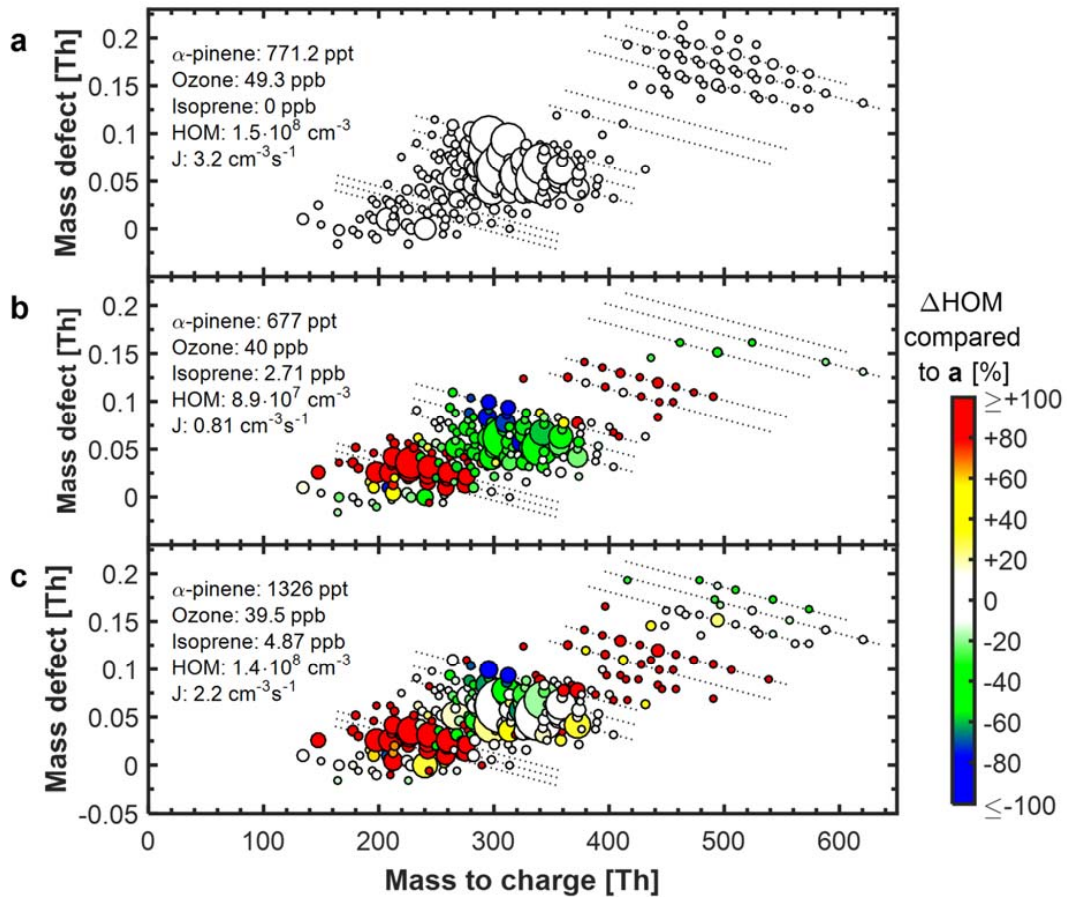 a
Mass defect [Th]
0.2
0.15
0.1
0.05
0
α-pinene: 771.2 ppt
Ozone: 49.3 ppb
Isoprene: 0 ppb
HOM: 1.5·10⁸ cm⁻³
J: 3.2 cm⁻³s⁻¹
b
Mass defect [Th]
0.2
0.15
0.1
0.05
0
α-pinene: 677 ppt
Ozone: 40 ppb
Isoprene: 2.71 ppb
HOM: 8.9·10⁷ cm⁻³
J: 0.81 cm⁻³s⁻¹
c
Mass defect [Th]
0.2
0.15
0.1
0.05
0
-0.05
α-pinene: 1326 ppt
Ozone: 39.5 ppb
Isoprene: 4.87 ppb
HOM: 1.4·10⁸ cm⁻³
J: 2.2 cm⁻³s⁻¹
0 100 200 300 400 500 600
Mass to charge [Th]
ΔHOM
compared
to a [%]
≥+100
+80
+60
+40
+20
0
-20
-40
-60
-80
≤-100